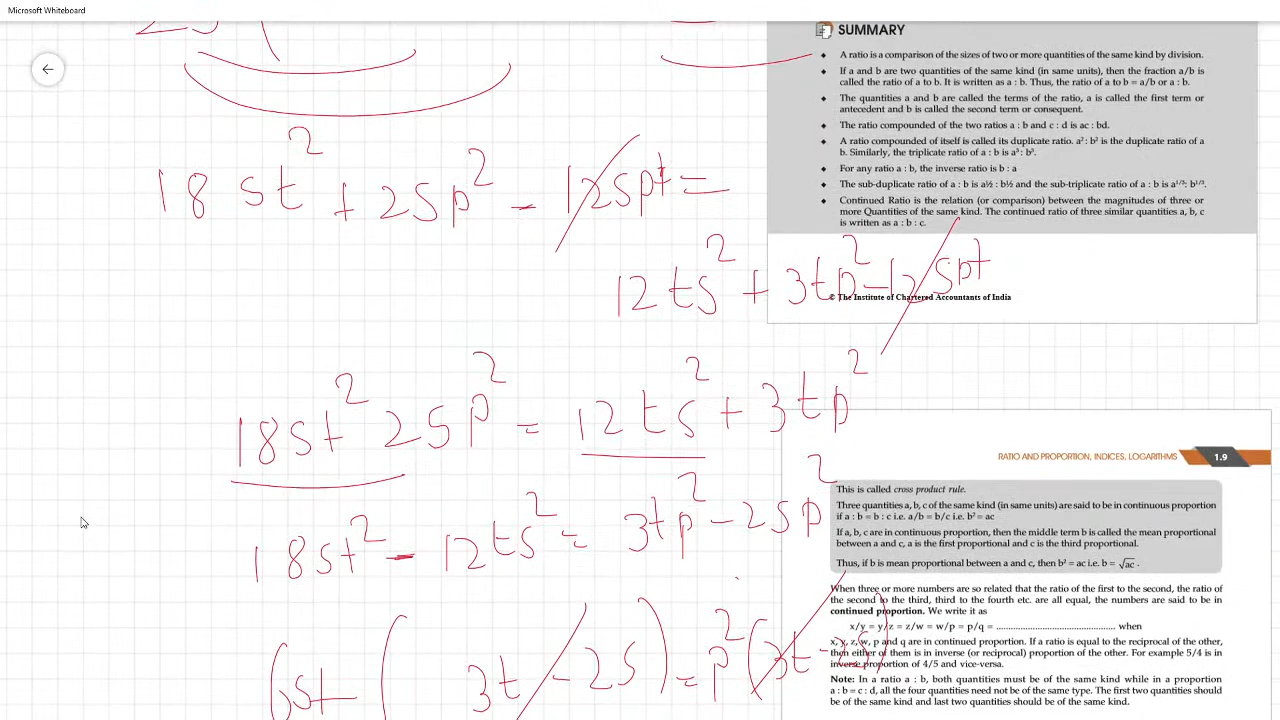 Microsoft Whiteboard
18 st² + 2sp² - 12spt =
12ts² + 3tp² - 12spt
18st² 2sp² = 12ts² + 3tp²
18st² - 12ts² = 3tp² - 2sp²
6st (3t - 2s) = p² (3t - 2s)
SUMMARY
◆ A ratio is a comparison of the sizes of two or more quantities of the same kind by division.
◆ If a and b are two quantities of the same kind (in same units), then the fraction a/b is
called the ratio of a to b. It is written as a : b. Thus, the ratio of a to b = a/b or a : b.
◆ The quantities a and b are called the terms of the ratio, a is called the first term or
antecedent and b is called the second term or consequent.
◆ The ratio compounded of the two ratios a : b and c : d is ac : bd.
◆ A ratio compounded of itself is called its duplicate ratio. a² : b² is the duplicate ratio of a
b. Similarly, the triplicate ratio of a : b is a³ : b³.
◆ For any ratio a : b, the inverse ratio is b : a
◆ The sub-duplicate ratio of a : b is a½ : b½ and the sub-triplicate ratio of a : b is a¹/³: b¹/³.
◆ Continued Ratio is the relation (or comparison) between the magnitudes of three or
more Quantities of the same kind. The continued ratio of three similar quantities a, b, c
is written as a : b : c.
© The Institute of Chartered Accountants of India
RATIO AND PROPORTION, INDICES, LOGARITHMS 1.9
This is called cross product rule.
Three quantities a, b, c of the same kind (in same units) are said to be in continuous proportion
if a : b = b : c i.e. a/b = b/c i.e. b² = ac
If a, b, c are in continuous proportion, then the middle term b is called the mean proportional
between a and c, a is the first proportional and c is the third proportional.
Thus, if b is mean proportional between a and c, then b² = ac i.e. b = √ac .
When three or more numbers are so related that the ratio of the first to the second, the ratio of
the second to the third, third to the fourth etc. are all equal, the numbers are said to be in
continued proportion. We write it as
x/y = y/z = z/w = w/p = p/q = ............................................ when
x, y, z, w, p and q are in continued proportion. If a ratio is equal to the reciprocal of the other,
then either of them is in inverse (or reciprocal) proportion of the other. For example 5/4 is in
inverse proportion of 4/5 and vice-versa.
Note: In a ratio a : b, both quantities must be of the same kind while in a proportion
a : b = c : d, all the four quantities need not be of the same type. The first two quantities should
be of the same kind and last two quantities should be of the same kind.